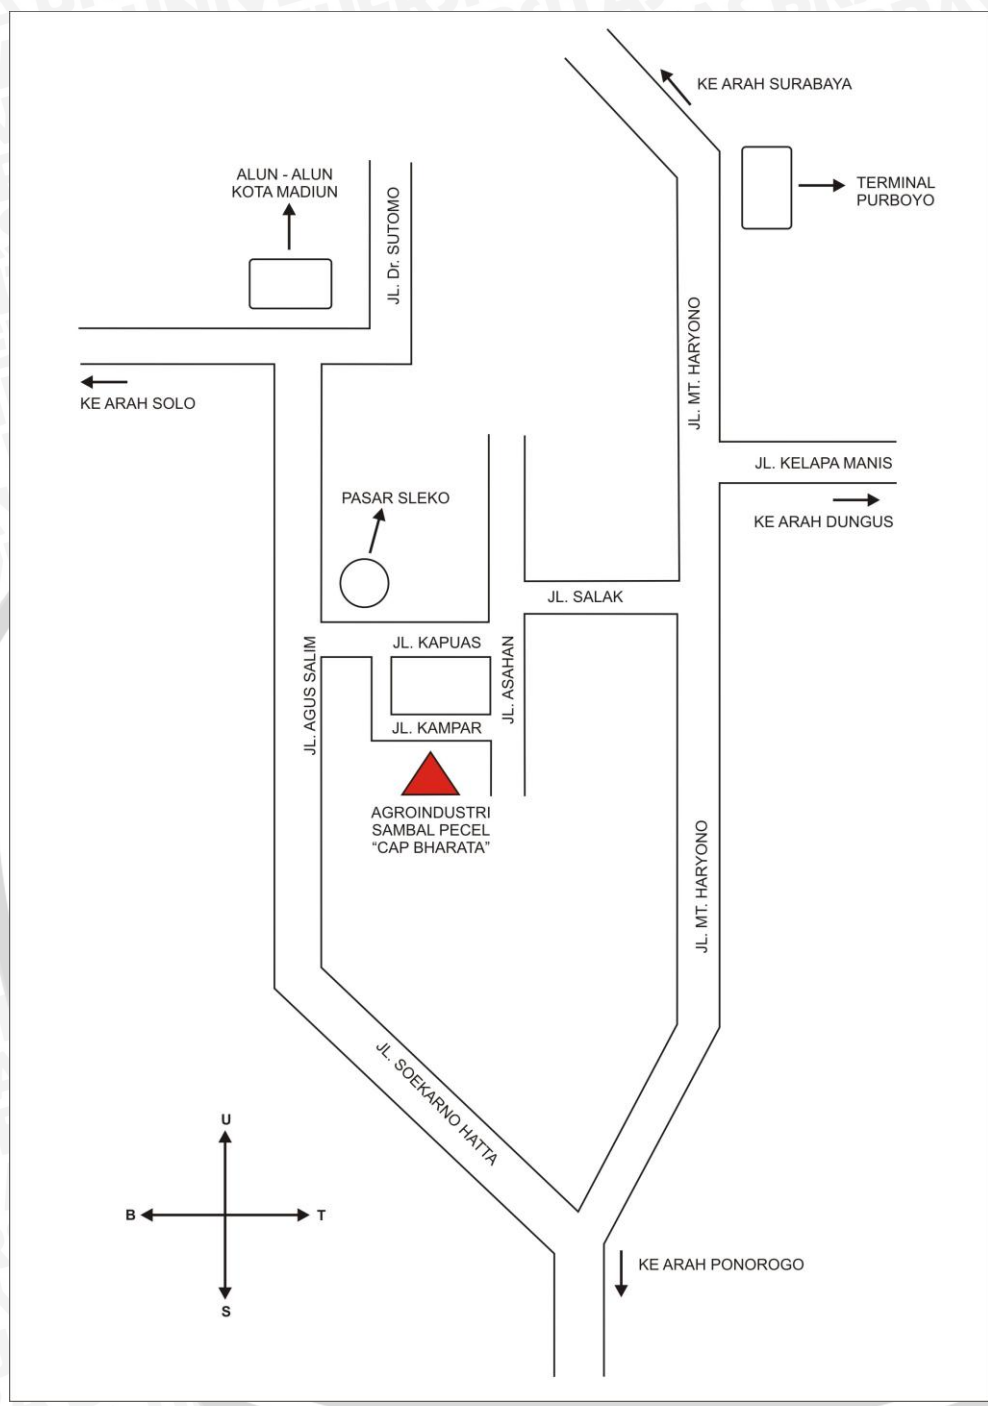 KE ARAH SURABAYA
TERMINAL
PURBOYO
ALUN - ALUN
KOTA MADIUN
JL. Dr. SUTOMO
JL. MT. HARYONO
KE ARAH SOLO
JL. KELAPA MANIS
PASAR SLEKO
KE ARAH DUNGUS
JL. SALAK
JL. KAPUAS
JL. AGUS SALIM
JL. ASAHAN
JL. KAMPAR
AGROINDUSTRI
SAMBAL PECEL
“CAP BHARATA”
JL. MT. HARYONO
JL. SOEKARNO HATTA
U
B
T
S
KE ARAH PONOROGO